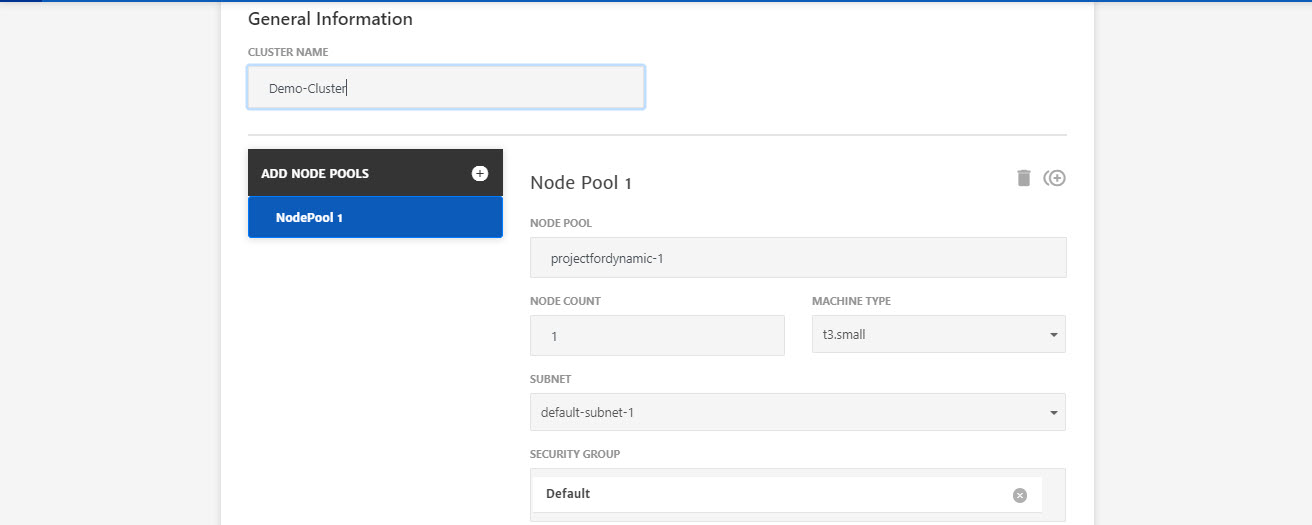 General Information
CLUSTER NAME
Demo-Cluster
ADD NODE POOLS
NodePool 1
Node Pool 1
NODE POOL
projectfordynamic-1
NODE COUNT
MACHINE TYPE
1
t3.small
SUBNET
default-subnet-1
SECURITY GROUP
Default